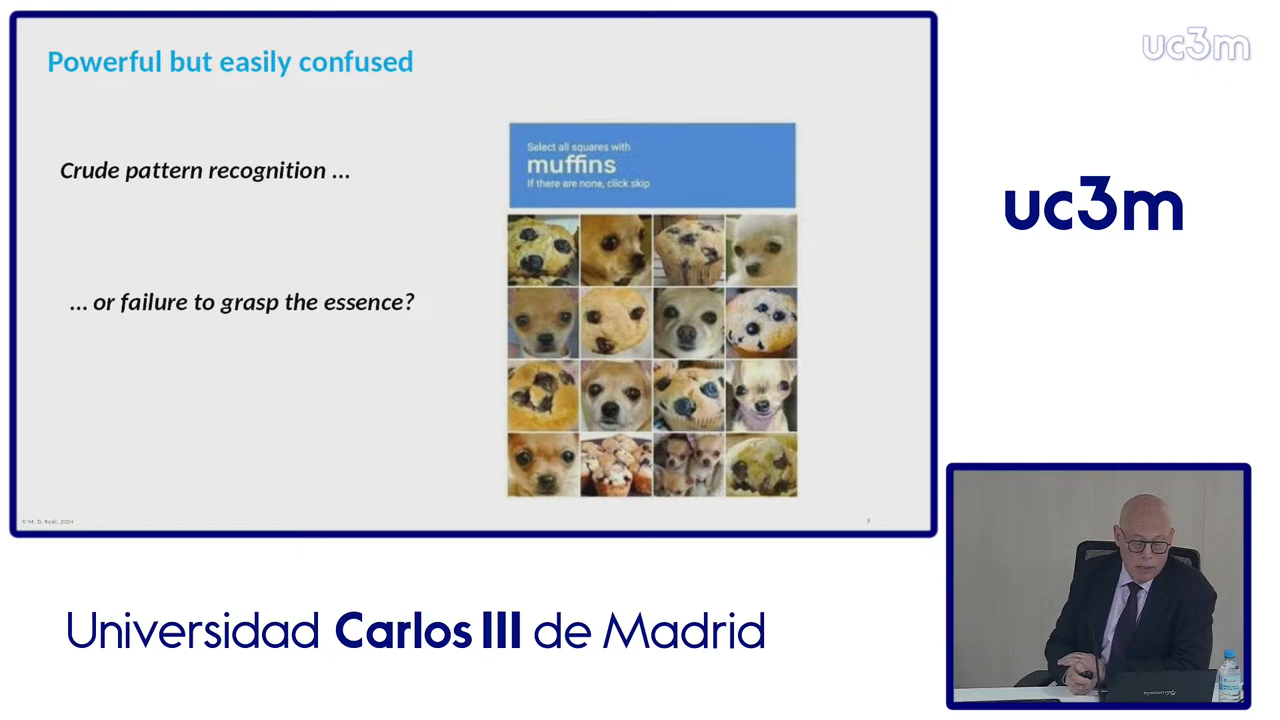 Powerful but easily confused
Crude pattern recognition ...
... or failure to grasp the essence?
Select all squares with
muffins
If there are none, click skip
uc3m
uc3m
Universidad Carlos III de Madrid